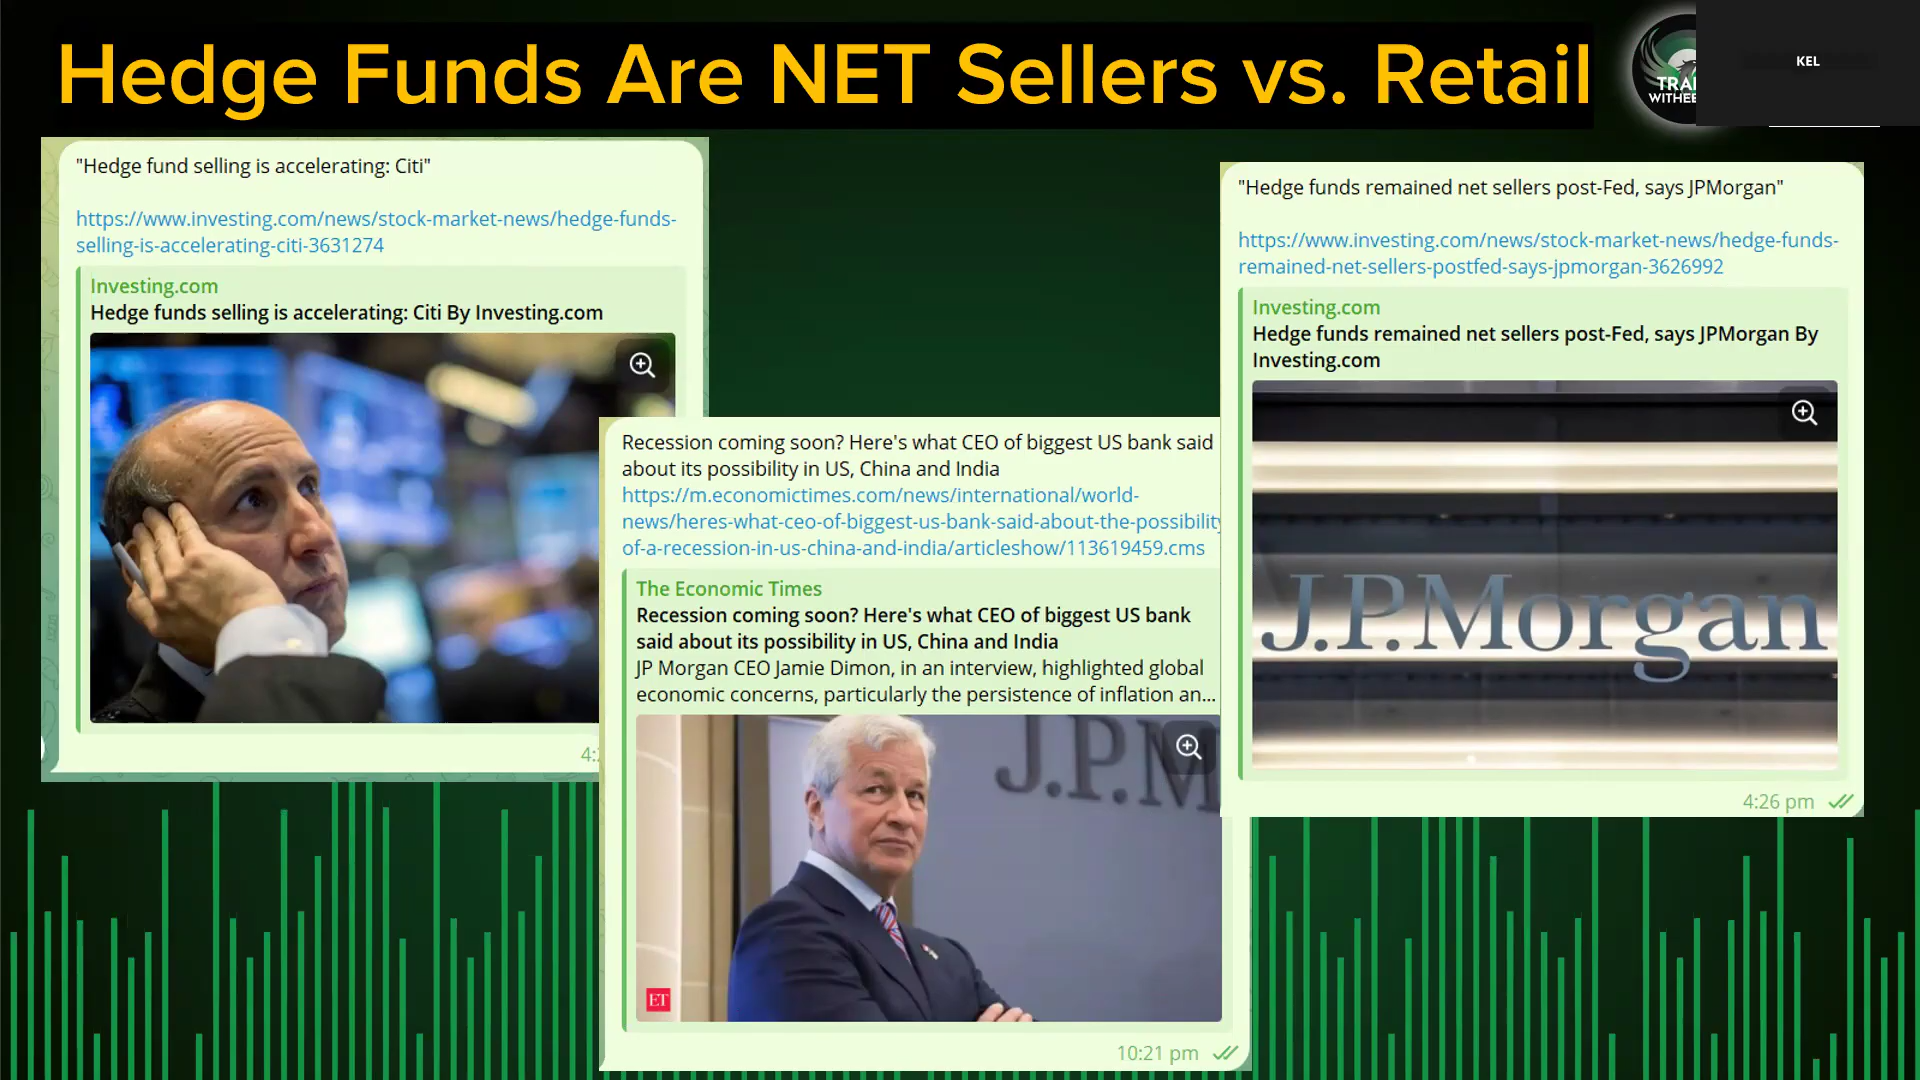 Hedge Funds Are NET Sellers vs. Retail
KEL
"Hedge fund selling is accelerating: Citi"
https://www.investing.com/news/stock-market-news/hedge-funds-
selling-is-accelerating-citi-3631274
Investing.com
Hedge funds selling is accelerating: Citi By Investing.com
Recession coming soon? Here's what CEO of biggest US bank said
about its possibility in US, China and India
https://m.economictimes.com/news/international/world-
news/heres-what-ceo-of-biggest-us-bank-said-about-the-possibility
of-a-recession-in-us-china-and-india/articleshow/113619459.cms
The Economic Times
Recession coming soon? Here's what CEO of biggest US bank
said about its possibility in US, China and India
JP Morgan CEO Jamie Dimon, in an interview, highlighted global
economic concerns, particularly the persistence of inflation an...
J.P.M
ET
10:21 pm
"Hedge funds remained net sellers post-Fed, says JPMorgan"
https://www.investing.com/news/stock-market-news/hedge-funds-
remained-net-sellers-postfed-says-jpmorgan-3626992
Investing.com
Hedge funds remained net sellers post-Fed, says JPMorgan By
Investing.com
J.P.Morgan
4:26 pm